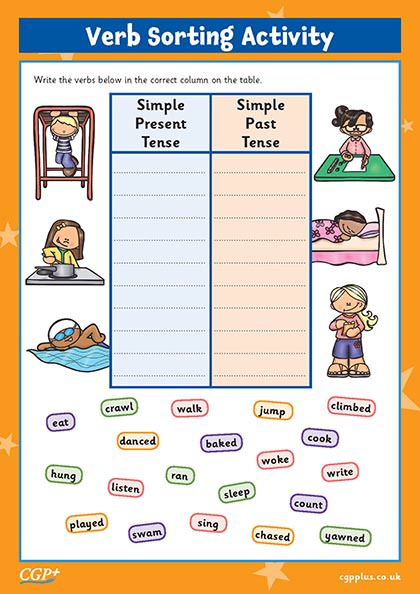 Verb Sorting Activity
Write the verbs below in the correct column on the table.
Simple Present Tense
Simple Past Tense
eat
crawl
walk
jump
climbed
danced
baked
cook
hung
listen
ran
woke
write
sleep
count
played
swam
sing
chased
yawned
CGP+
cgpplus.co.uk